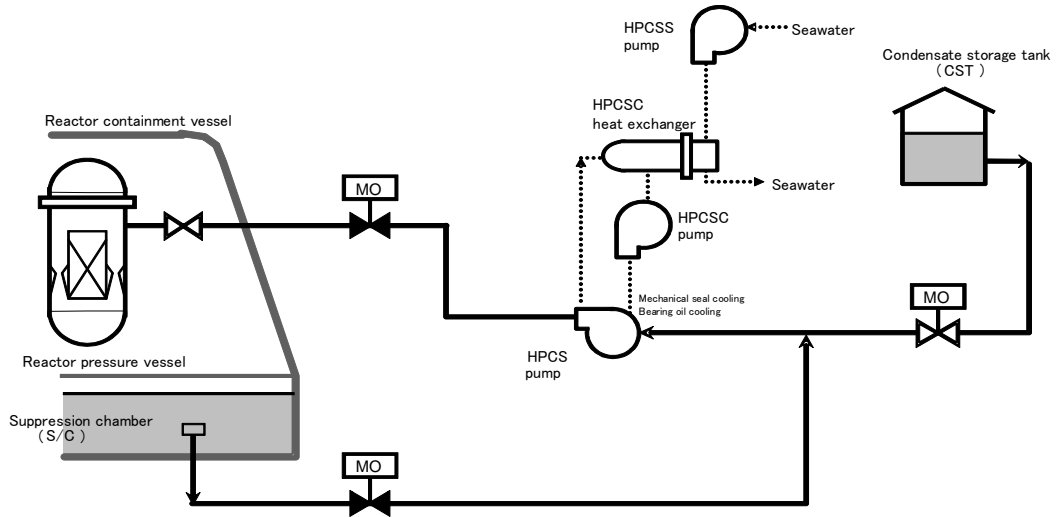 HPCSS
pump
Seawater
Condensate storage tank
（CST ）
HPCSC
heat exchanger
Reactor containment vessel
MO
Seawater
HPCSC
pump
MO
Mechanical seal cooling
Bearing oil cooling
HPCS
pump
Reactor pressure vessel
Suppression chamber
（S/C ）
MO